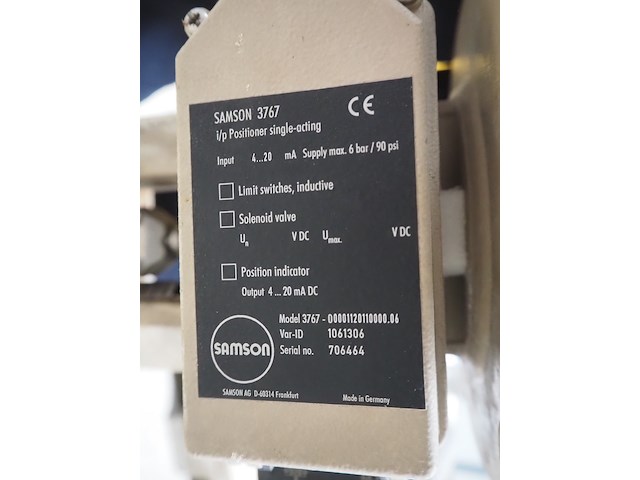 SAMSON 3767 CE
i/p Positioner single-acting
Input 4...20 mA Supply max. 6 bar / 90 psi
Limit switches, inductive
Solenoid valve
Un V DC Umax. V DC
Position indicator
Output 4 ... 20 mA DC
Model 3767 - 00001120110000.06
Var-ID 1061306
Serial no. 706464
SAMSON
SAMSON AG D-60314 Frankfurt Made in Germany